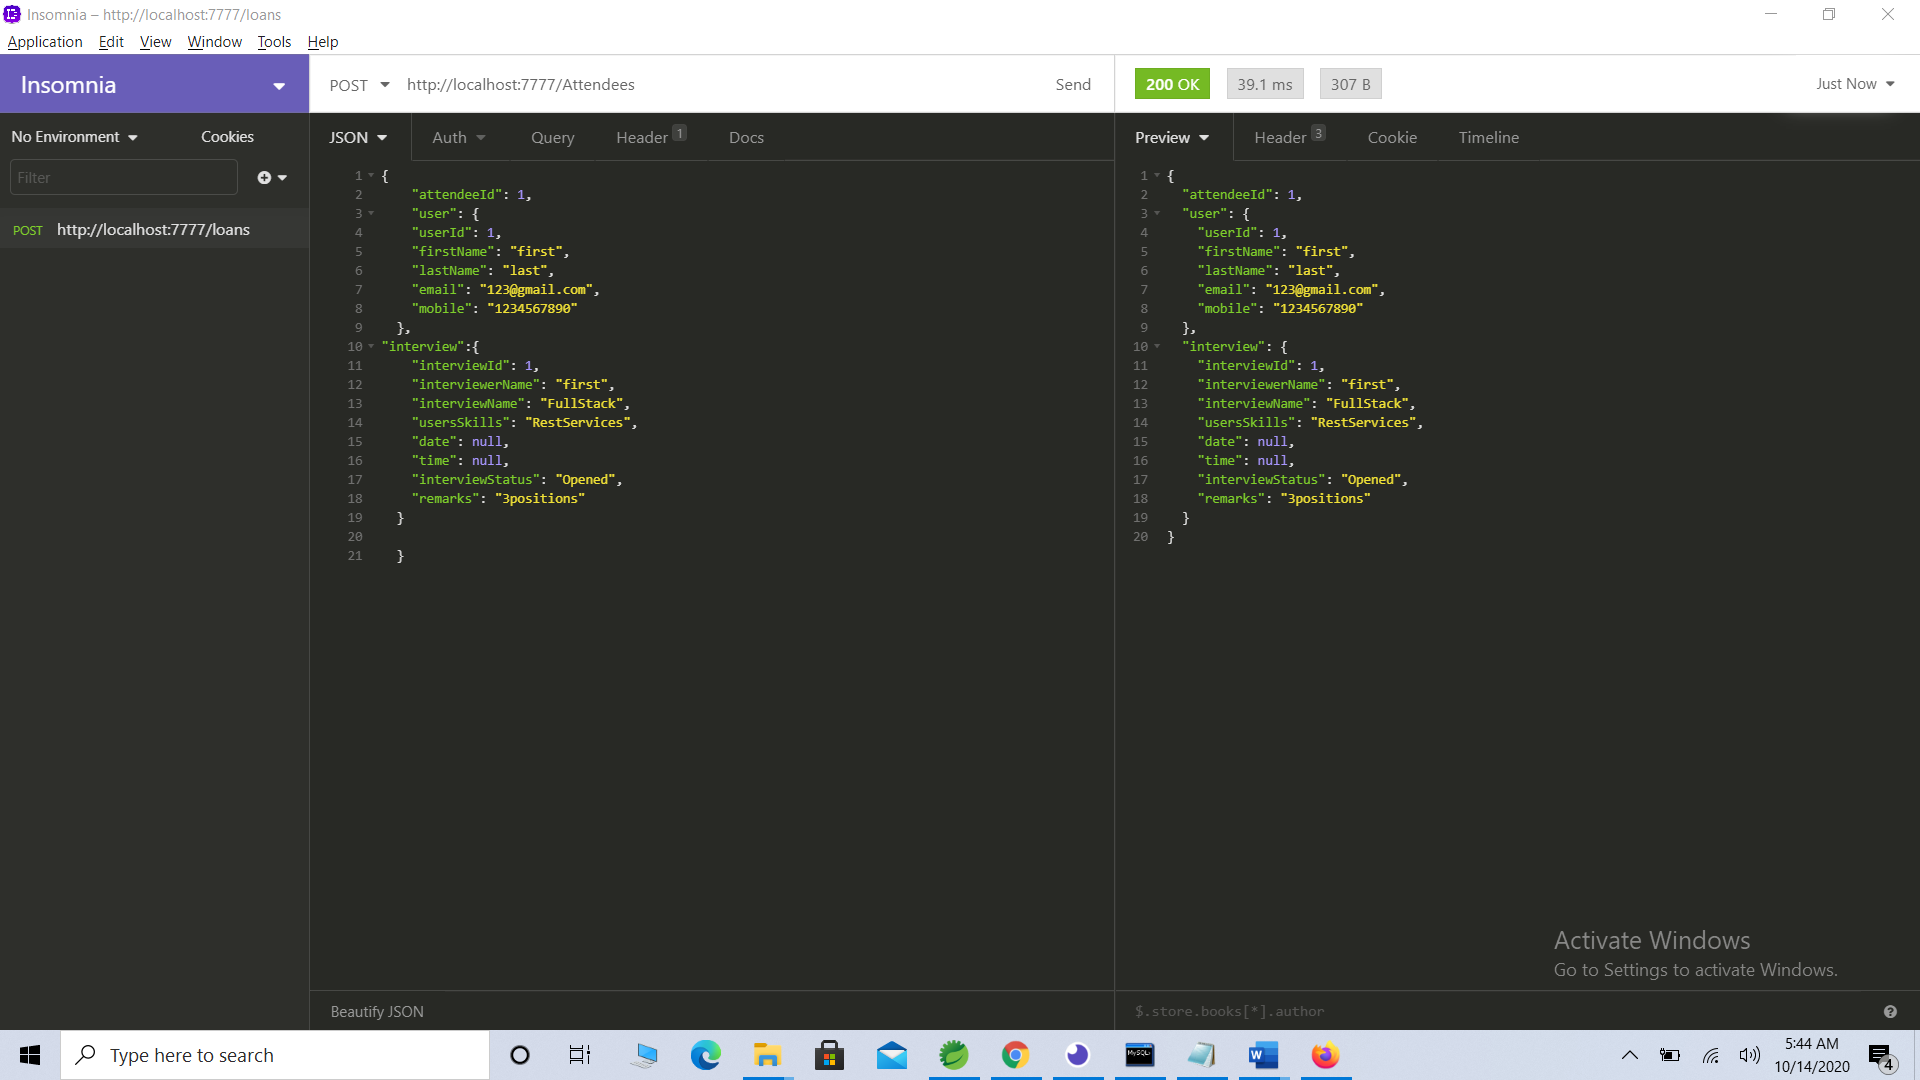 Insomnia – http://localhost:7777/loans
Application Edit View Window Tools Help
Insomnia
POST http://localhost:7777/Attendees Send
200 OK 39.1 ms 307 B Just Now
No Environment Cookies
JSON Auth Query Header 1 Docs
Preview Header 3 Cookie Timeline
Filter
POST http://localhost:7777/loans
1 {
2 "attendeeId": 1,
3 "user": {
4 "userId": 1,
5 "firstName": "first",
6 "lastName": "last",
7 "email": "123@gmail.com",
8 "mobile": "1234567890"
9 },
10 "interview":{
11 "interviewId": 1,
12 "interviewerName": "first",
13 "interviewName": "FullStack",
14 "usersSkills": "RestServices",
15 "date": null,
16 "time": null,
17 "interviewStatus": "Opened",
18 "remarks": "3positions"
19 }
20
21 }
1 {
2 "attendeeId": 1,
3 "user": {
4 "userId": 1,
5 "firstName": "first",
6 "lastName": "last",
7 "email": "123@gmail.com",
8 "mobile": "1234567890"
9 },
10 "interview": {
11 "interviewId": 1,
12 "interviewerName": "first",
13 "interviewName": "FullStack",
14 "usersSkills": "RestServices",
15 "date": null,
16 "time": null,
17 "interviewStatus": "Opened",
18 "remarks": "3positions"
19 }
20 }
Activate Windows
Go to Settings to activate Windows.
Beautify JSON
$.store.books[*].author
Type here to search
MySQL
W
5:44 AM
10/14/2020
4